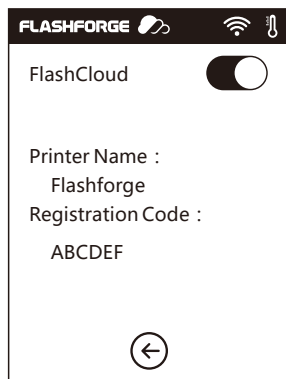 FLASHFORGE
FlashCloud
Printer Name：
Flashforge
Registration Code：
ABCDEF